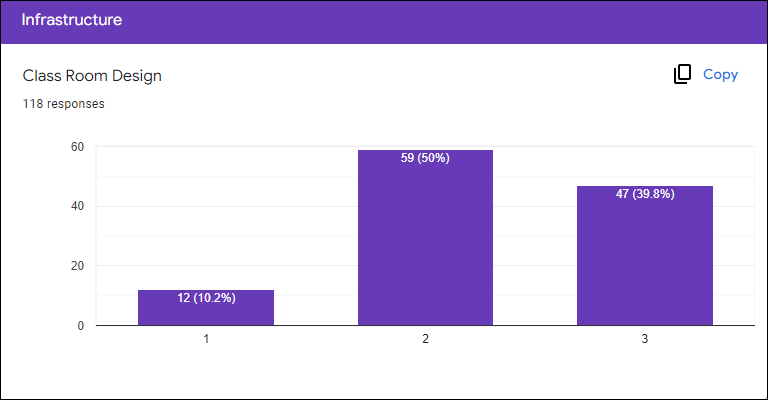 Infrastructure
Class Room Design
Copy
118 responses
60
40
20
0
12 (10.2%)
59 (50%)
47 (39.8%)
1
2
3